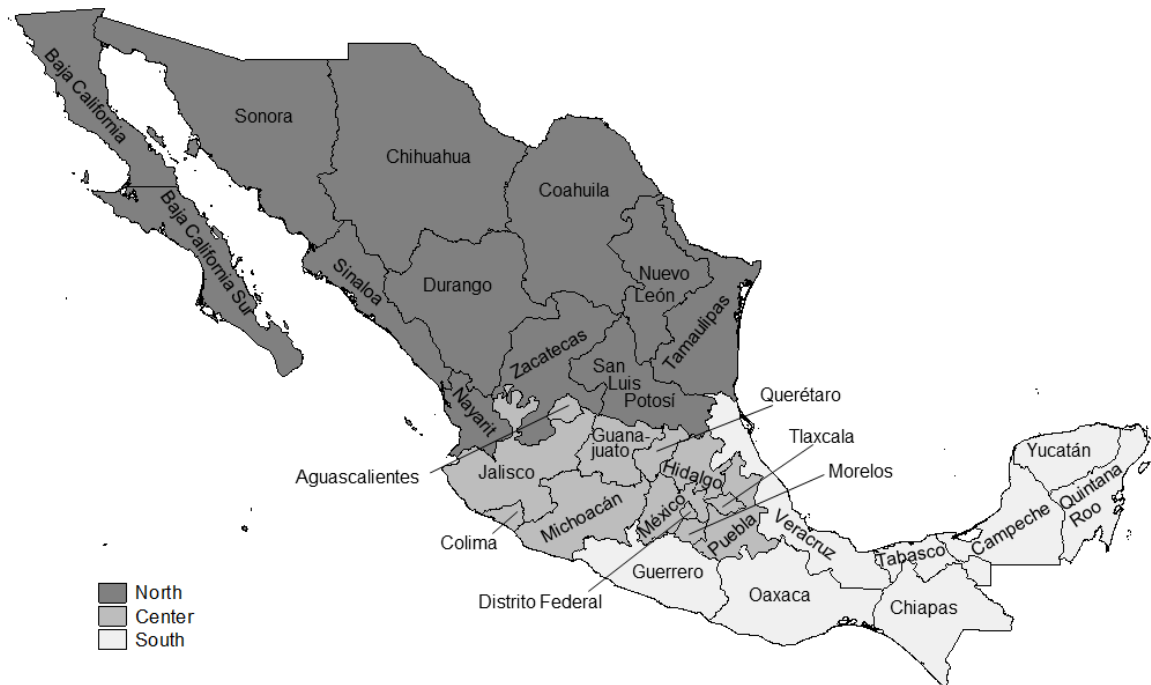 Baja California
Sonora
Chihuahua
Coahuila
Baja California Sur
Sinaloa
Durango
Nuevo
León
Tamaulipas
Zacatecas
San
Luis
Potosí
Nayarit
Querétaro
Tlaxcala
Morelos
Aguascalientes
Jalisco
Guana-
juato
Hidalgo
Yucatán
Quintana
Roo
Campeche
Colima
Michoacán
México
Puebla
Veracruz
Tabasco
Guerrero
Distrito Federal
Oaxaca
Chiapas
North
Center
South